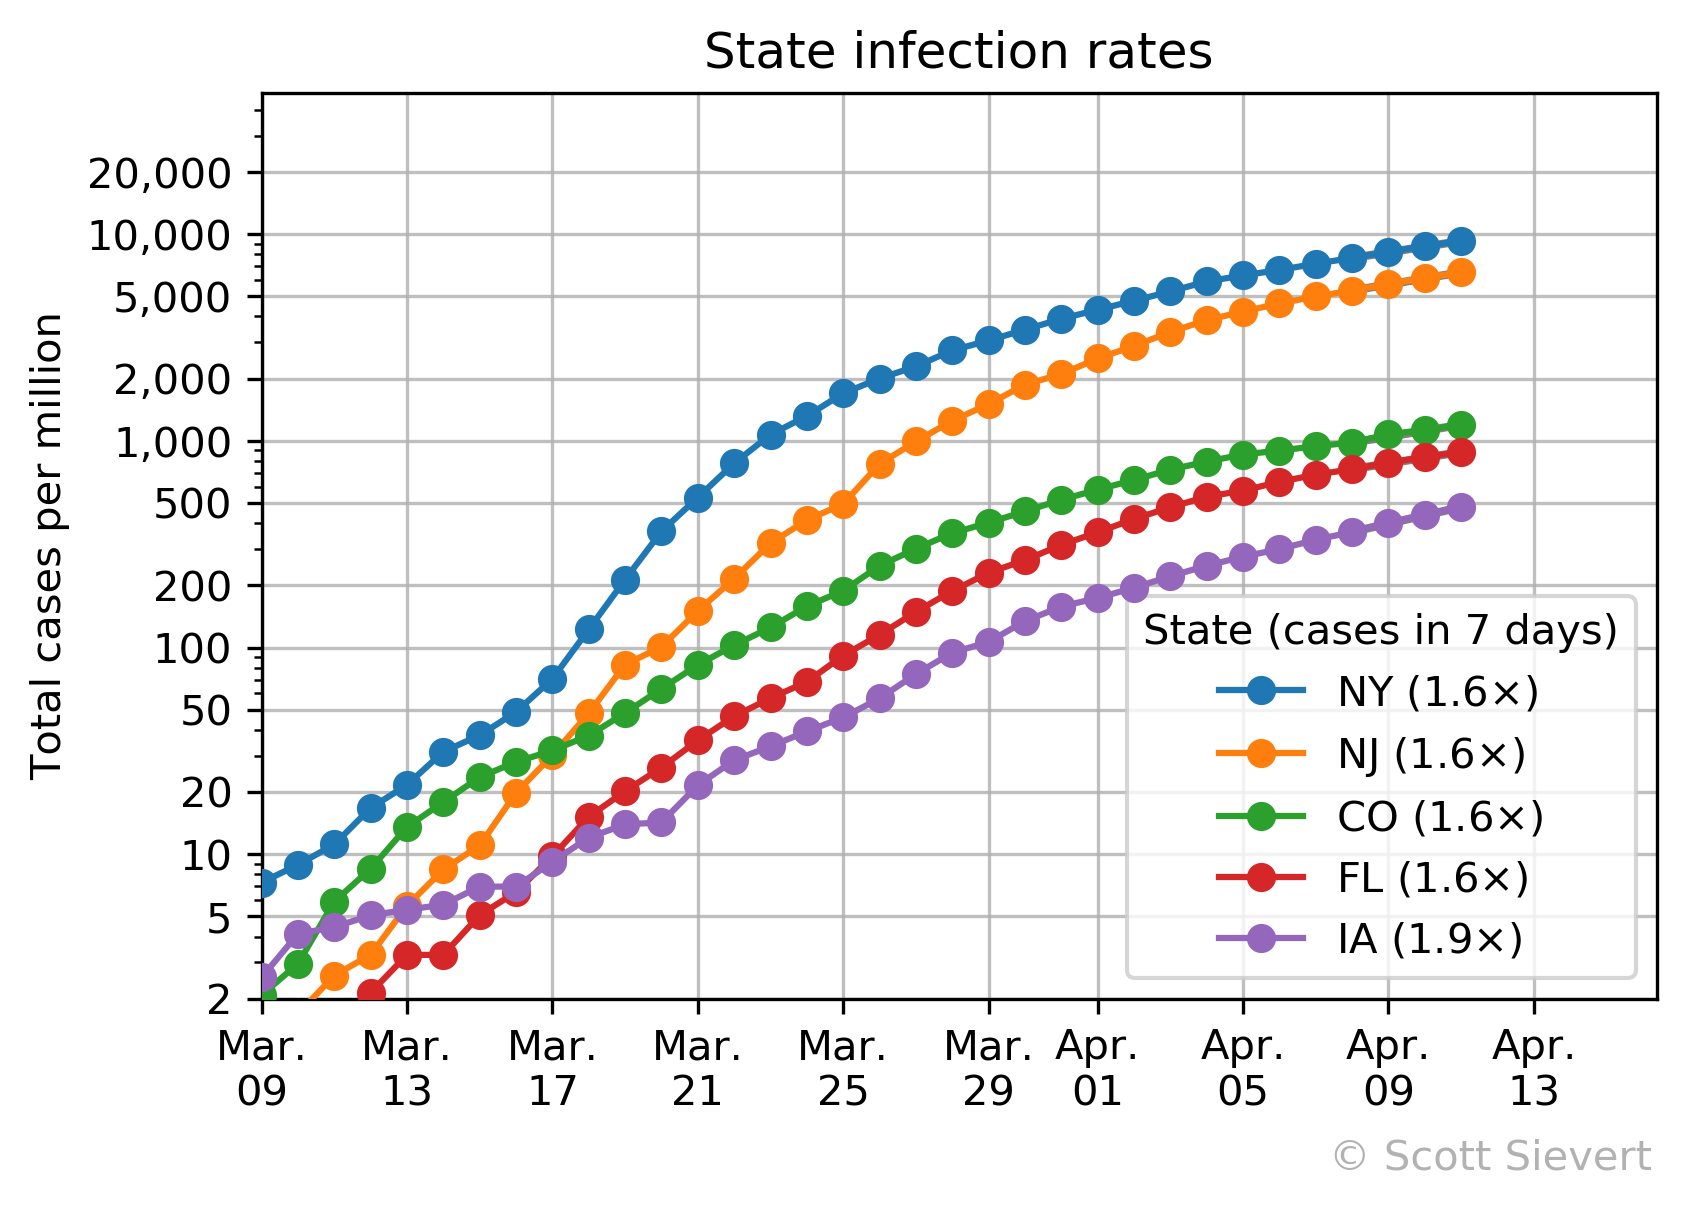 State infection rates
Total cases per million
20,000
10,000
5,000
2,000
1,000
500
200
100
50
20
10
5
2
State (cases in 7 days)
NY (1.6×)
NJ (1.6×)
CO (1.6×)
FL (1.6×)
IA (1.9×)
Mar. Mar. Mar. Mar. Mar. Mar. Apr. Apr. Apr. Apr.
09 13 17 21 25 29 01 05 09 13
© Scott Sievert